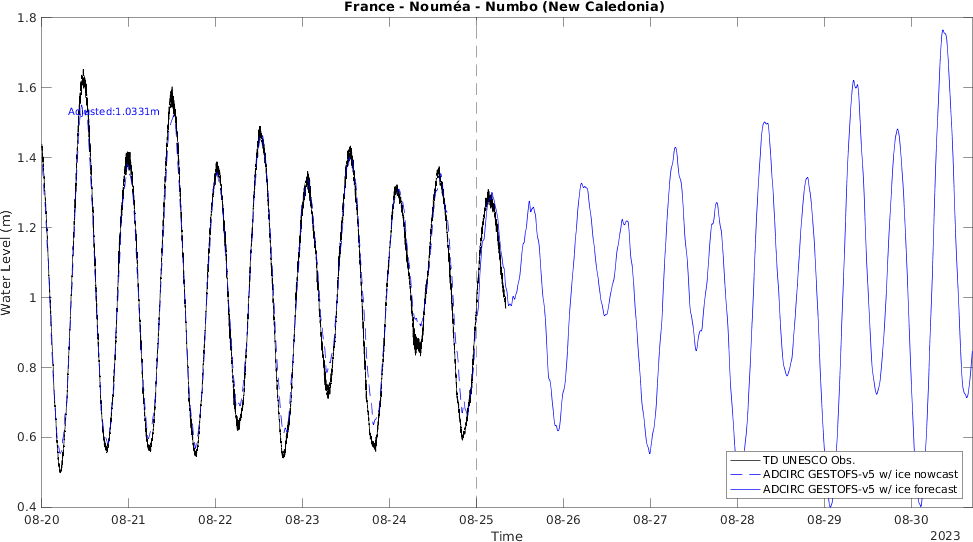 France - Nouméa - Numbo (New Caledonia)
1.8
1.6
1.4
1.2
1
0.8
0.6
0.4
Water Level (m)
Adjusted:1.0331m
TD UNESCO Obs.
ADCIRC GESTOFS-v5 w/ ice nowcast
ADCIRC GESTOFS-v5 w/ ice forecast
08-20 08-21 08-22 08-23 08-24 08-25 08-26 08-27 08-28 08-29 08-30
Time
2023